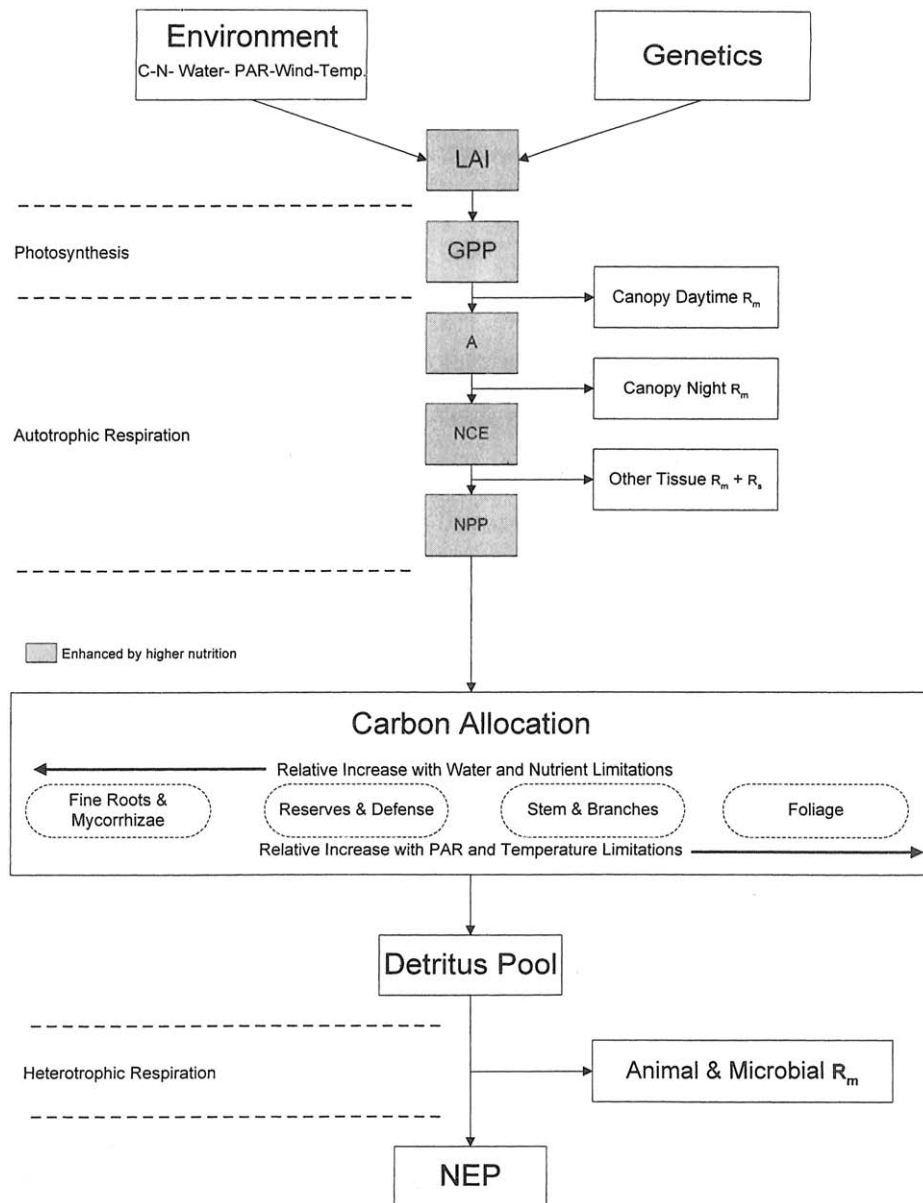 Environment
C-N- Water- PAR-Wind-Temp.
Genetics
LAI
Photosynthesis
GPP
Canopy Daytime Rm
A
Canopy Night Rm
Autotrophic Respiration
NCE
Other Tissue Rm + Rs
NPP
Enhanced by higher nutrition
Carbon Allocation
Relative Increase with Water and Nutrient Limitations
Fine Roots &
Mycorrhizae
Reserves & Defense
Stem & Branches
Foliage
Relative Increase with PAR and Temperature Limitations
Detritus Pool
Heterotrophic Respiration
Animal & Microbial Rm
NEP